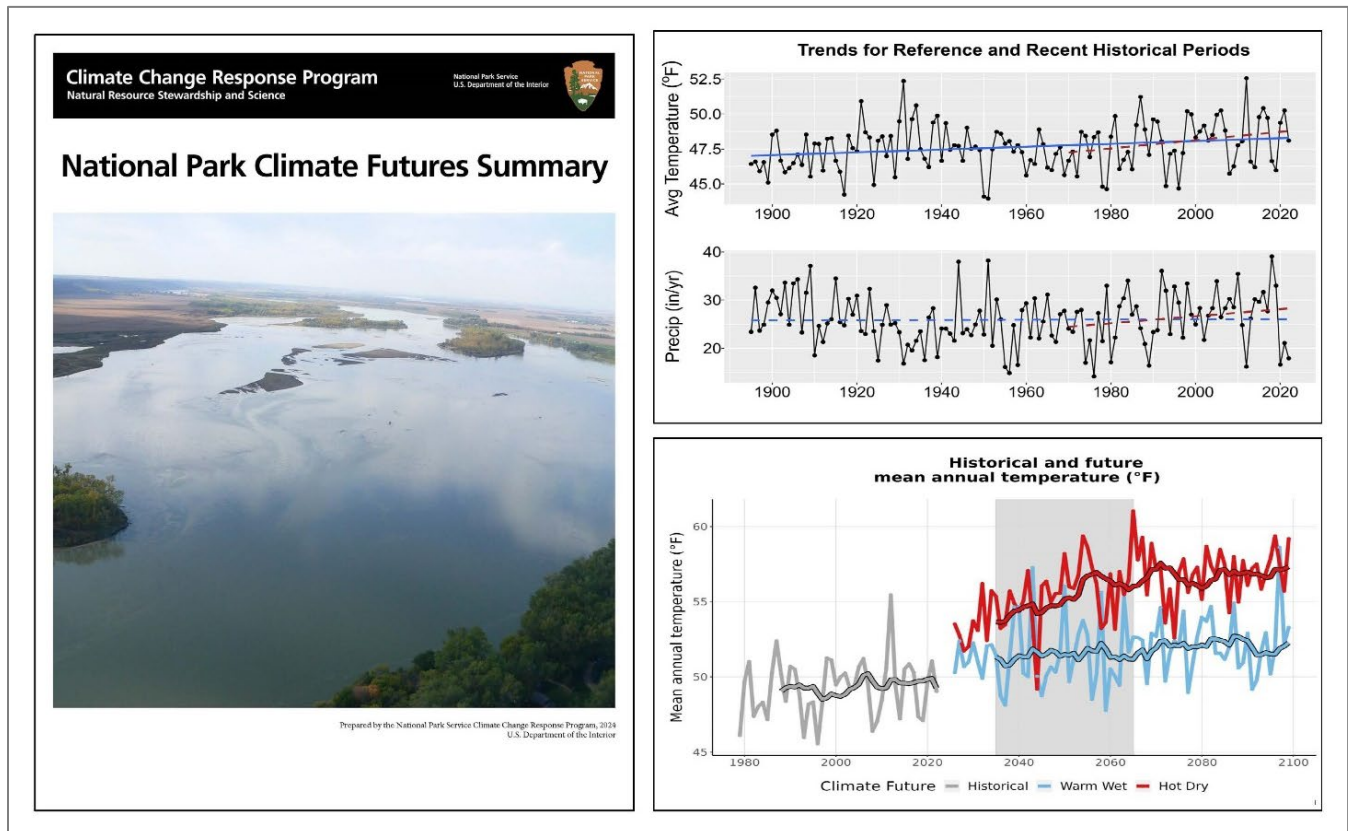 Climate Change Response Program
Natural Resource Stewardship and Science
National Park Service
U.S. Department of the Interior
National Park Climate Futures Summary
Prepared by the National Park Service Climate Change Response Program, 2024
U.S. Department of the Interior
Trends for Reference and Recent Historical Periods
Avg Temperature (°F)
52.5
50.0
47.5
45.0
1900 1920 1940 1960 1980 2000 2020
Precip (in/yr)
40
30
20
1900 1920 1940 1960 1980 2000 2020
Historical and future
mean annual temperature (°F)
Mean annual temperature (°F)
60
55
50
45
1980 2000 2020 2040 2060 2080 2100
Climate Future Historical Warm Wet Hot Dry